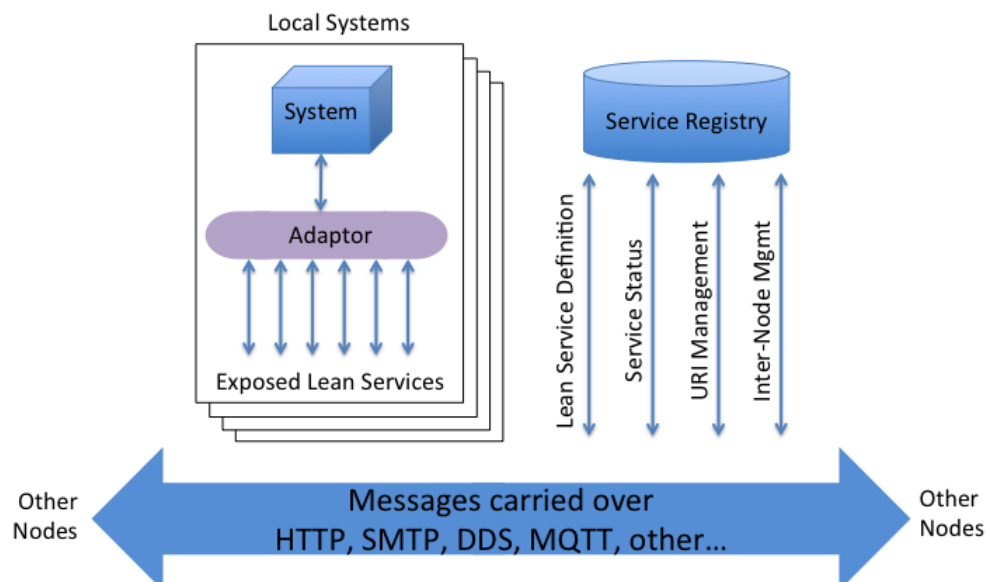 Local Systems
System
Adaptor
Exposed Lean Services
Service Registry
Lean Service Definition
Service Status
URI Management
Inter-Node Mgmt
Other
Nodes
Messages carried over
HTTP, SMTP, DDS, MQTT, other…
Other
Nodes